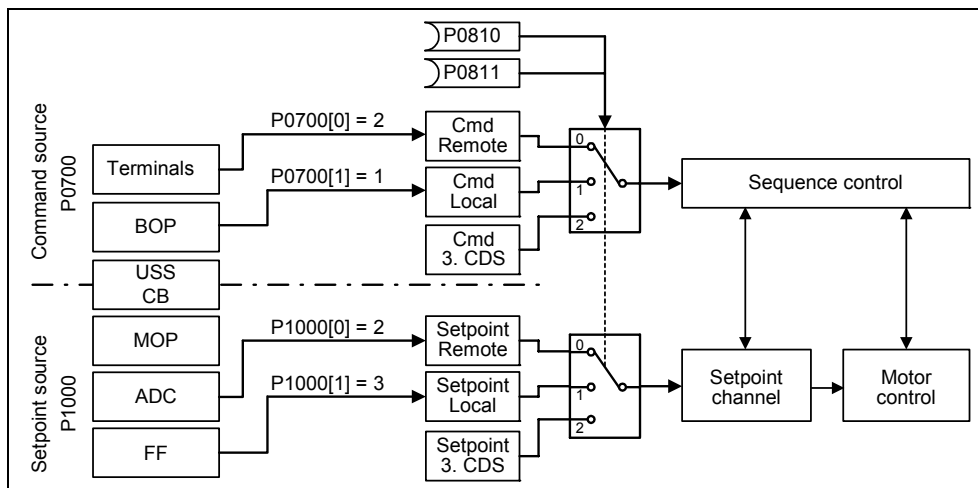 P0810
P0811
Command source
P0700
Terminals
BOP
USS
CB
P0700[0] = 2
P0700[1] = 1
Cmd
Remote
Cmd
Local
Cmd
3. CDS
0
1
2
Sequence control
Setpoint source
P1000
MOP
ADC
FF
P1000[0] = 2
P1000[1] = 3
Setpoint
Remote
Setpoint
Local
Setpoint
3. CDS
0
1
2
Setpoint
channel
Motor
control